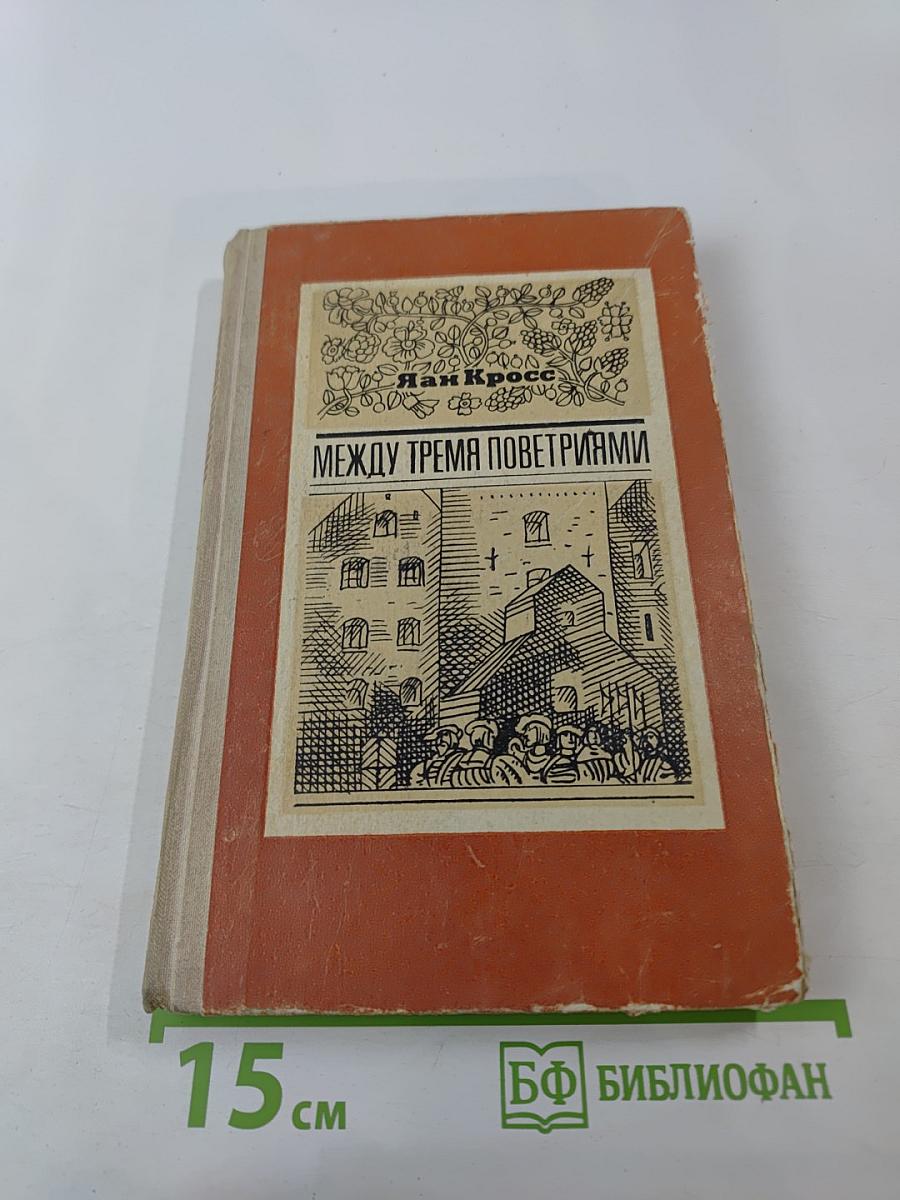 Яан Кросс
МЕЖДУ ТРЕМЯ ПОВЕТРИЯМИ
15 см
БФ БИБЛИОФАН